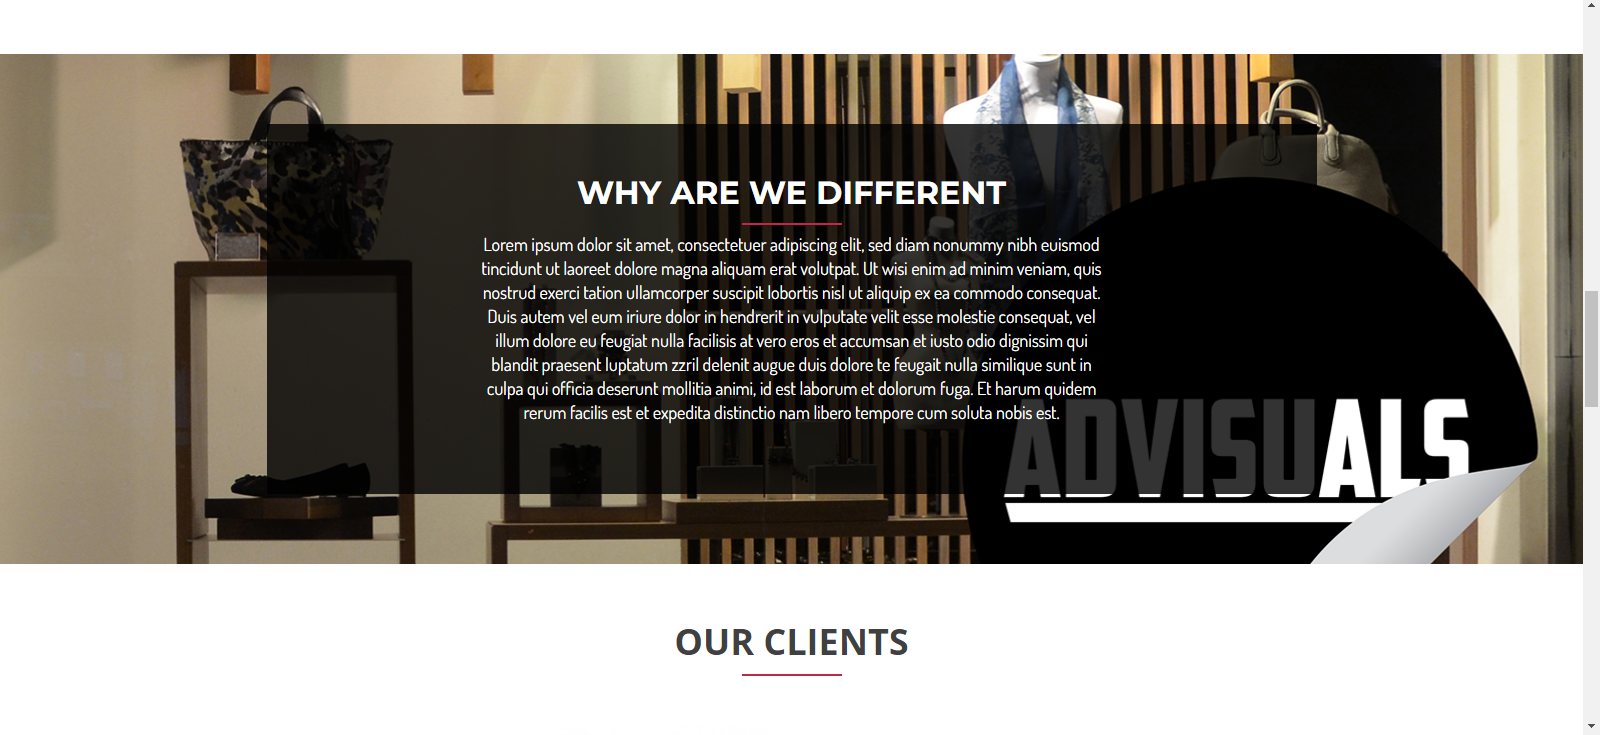 WHY ARE WE DIFFERENT
Lorem ipsum dolor sit amet, consectetuer adipiscing elit, sed diam nonummy nibh euismod
tincidunt ut laoreet dolore magna aliquam erat volutpat. Ut wisi enim ad minim veniam, quis
nostrud exerci tation ullamcorper suscipit lobortis nisl ut aliquip ex ea commodo consequat.
Duis autem vel eum iriure dolor in hendrerit in vulputate velit esse molestie consequat, vel
illum dolore eu feugiat nulla facilisis at vero eros et accumsan et iusto odio dignissim qui
blandit praesent luptatum zzril delenit augue duis dolore te feugait nulla similique sunt in
culpa qui officia deserunt mollitia animi, id est laborum et dolorum fuga. Et harum quidem
rerum facilis est et expedita distinctio nam libero tempore cum soluta nobis est.
ADVISUALS
OUR CLIENTS